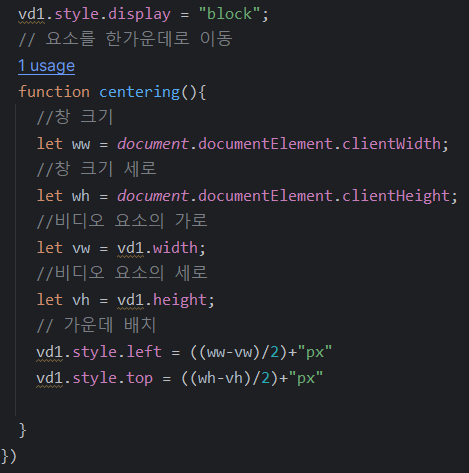 vd1.style.display = "block";
// 요소를 한가운데로 이동
1 usage
function centering(){
//창 크기
let ww = document.documentElement.clientWidth;
//창 크기 세로
let wh = document.documentElement.clientHeight;
//비디오 요소의 가로
let vw = vd1.width;
//비디오 요소의 세로
let vh = vd1.height;
// 가운데 배치
vd1.style.left = ((ww-vw)/2)+"px"
vd1.style.top = ((wh-vh)/2)+"px"
}
})